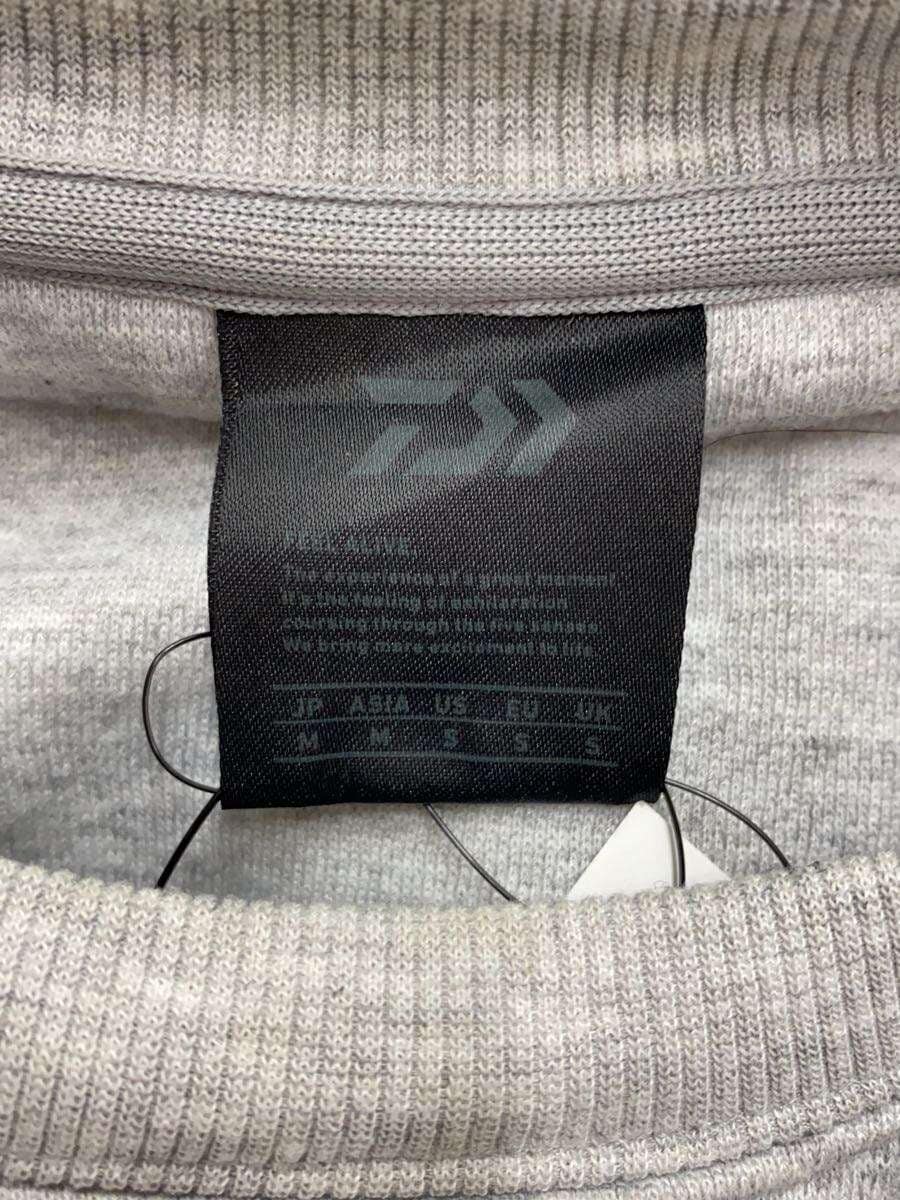 FEEL ALIVE.
The experience of a great moment
is the feeling of exhilaration
coursing through the five senses.
We bring more excitement to life.
JP ASIA US EU UK
M M S S S